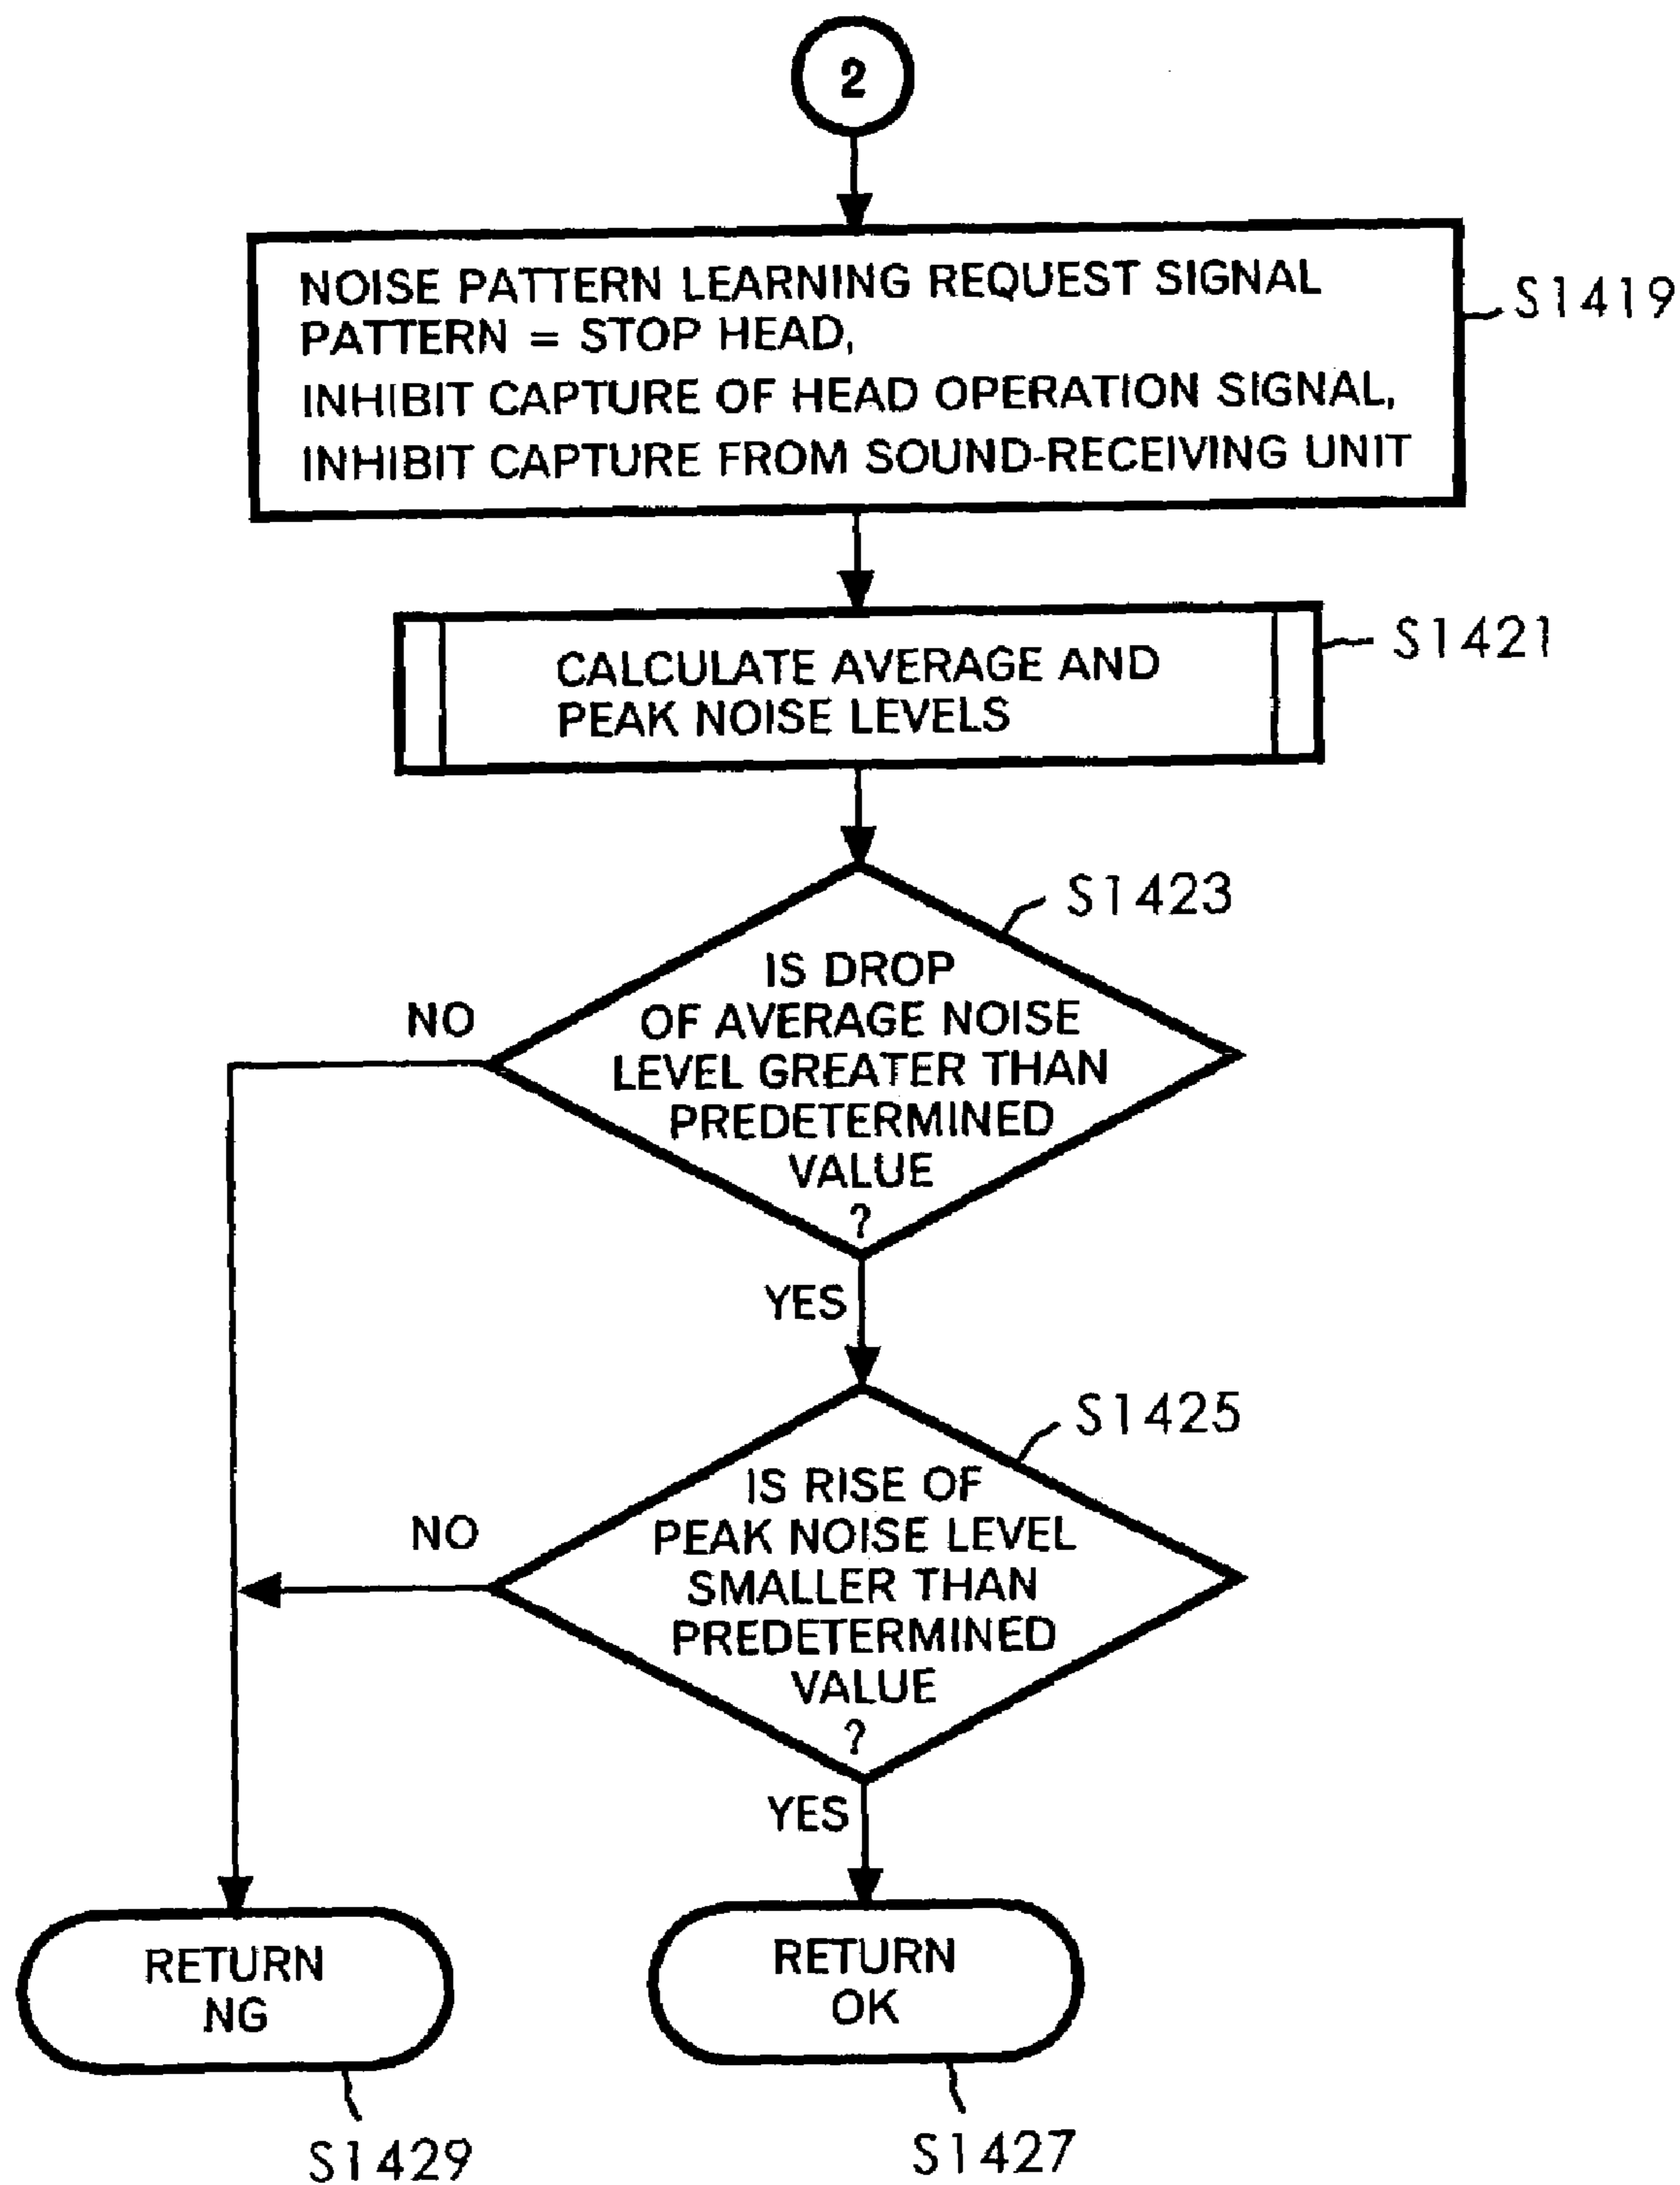 2
NOISE PATTERN LEARNING REQUEST SIGNAL
PATTERN = STOP HEAD,
INHIBIT CAPTURE OF HEAD OPERATION SIGNAL,
INHIBIT CAPTURE FROM SOUND-RECEIVING UNIT
S1419
CALCULATE AVERAGE AND
PEAK NOISE LEVELS
S1421
S1423
IS DROP
OF AVERAGE NOISE
LEVEL GREATER THAN
PREDETERMINED
VALUE
?
NO
YES
S1425
IS RISE OF
PEAK NOISE LEVEL
SMALLER THAN
PREDETERMINED
VALUE
?
NO
YES
RETURN
NG
RETURN
OK
S1429
S1427